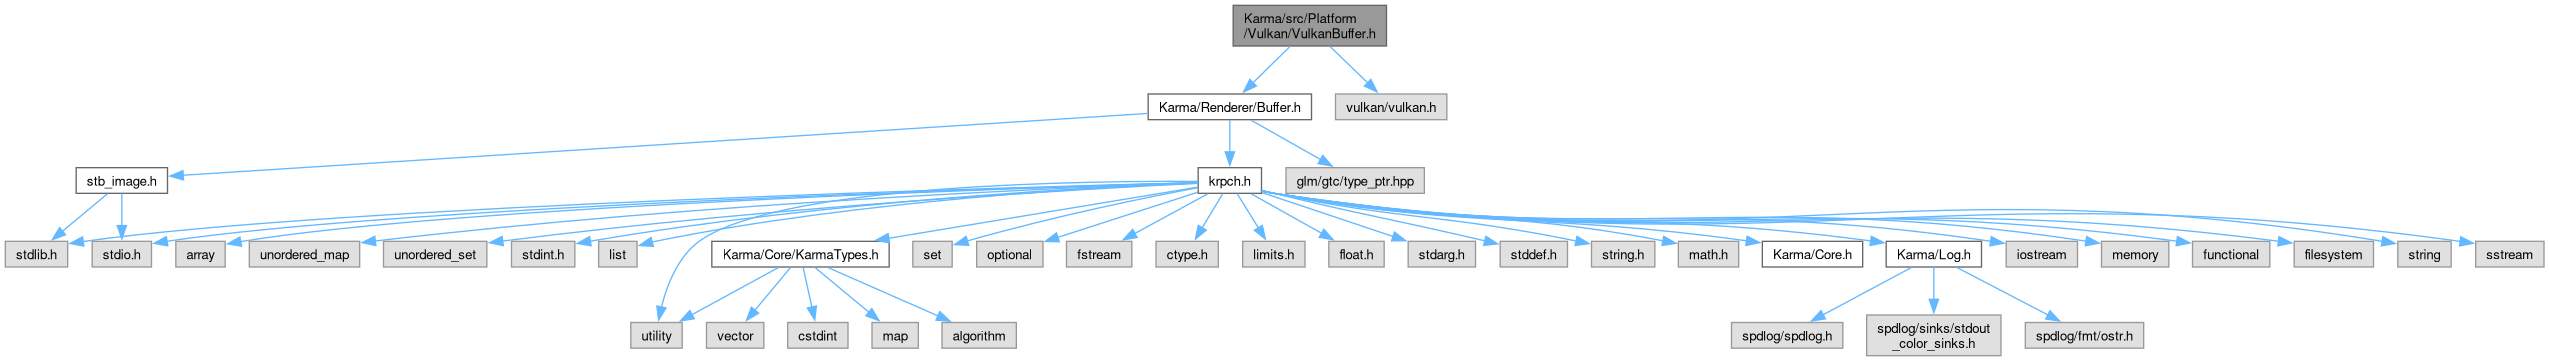 Karma/src/Platform
/Vulkan/VulkanBuffer.h
Karma/Renderer/Buffer.h
vulkan/vulkan.h
stb_image.h
krpch.h
glm/gtc/type_ptr.hpp
stdlib.h
stdio.h
array
unordered_map
unordered_set
stdint.h
list
Karma/Core/KarmaTypes.h
set
optional
fstream
ctype.h
limits.h
float.h
stdarg.h
stddef.h
string.h
math.h
Karma/Core.h
Karma/Log.h
iostream
memory
functional
filesystem
string
sstream
utility
vector
cstdint
map
algorithm
spdlog/spdlog.h
spdlog/sinks/stdout
_color_sinks.h
spdlog/fmt/ostr.h